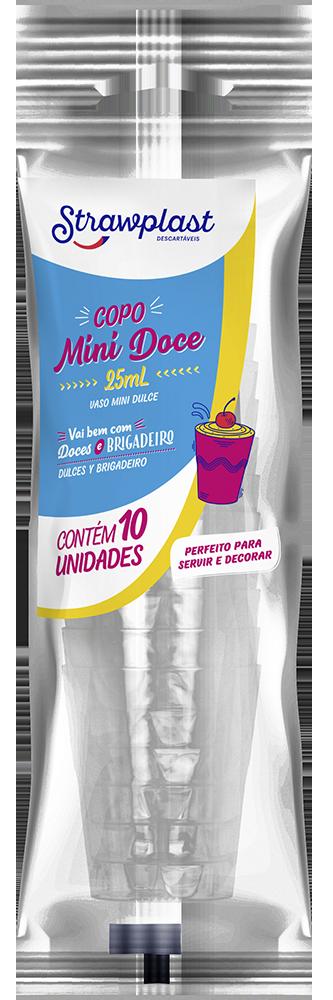 Strawplast
DESCARTÁVEIS
COPO
Mini Doce
25mL
VASO MINI DULCE
Vai bem com
Doces e BRIGADEIRO
DULCES Y BRIGADEIRO
CONTÉM 10
UNIDADES
PERFEITO PARA
SERVIR E DECORAR